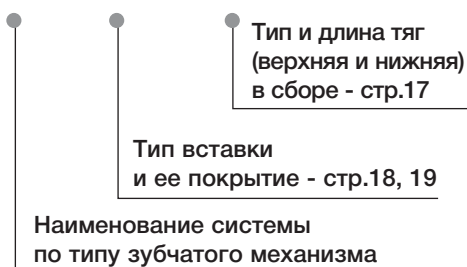 Тип и длина тяг
(верхняя и нижняя)
в сборе - стр.17
Тип вставки
и ее покрытие - стр.18, 19
Наименование системы
по типу зубчатого механизма